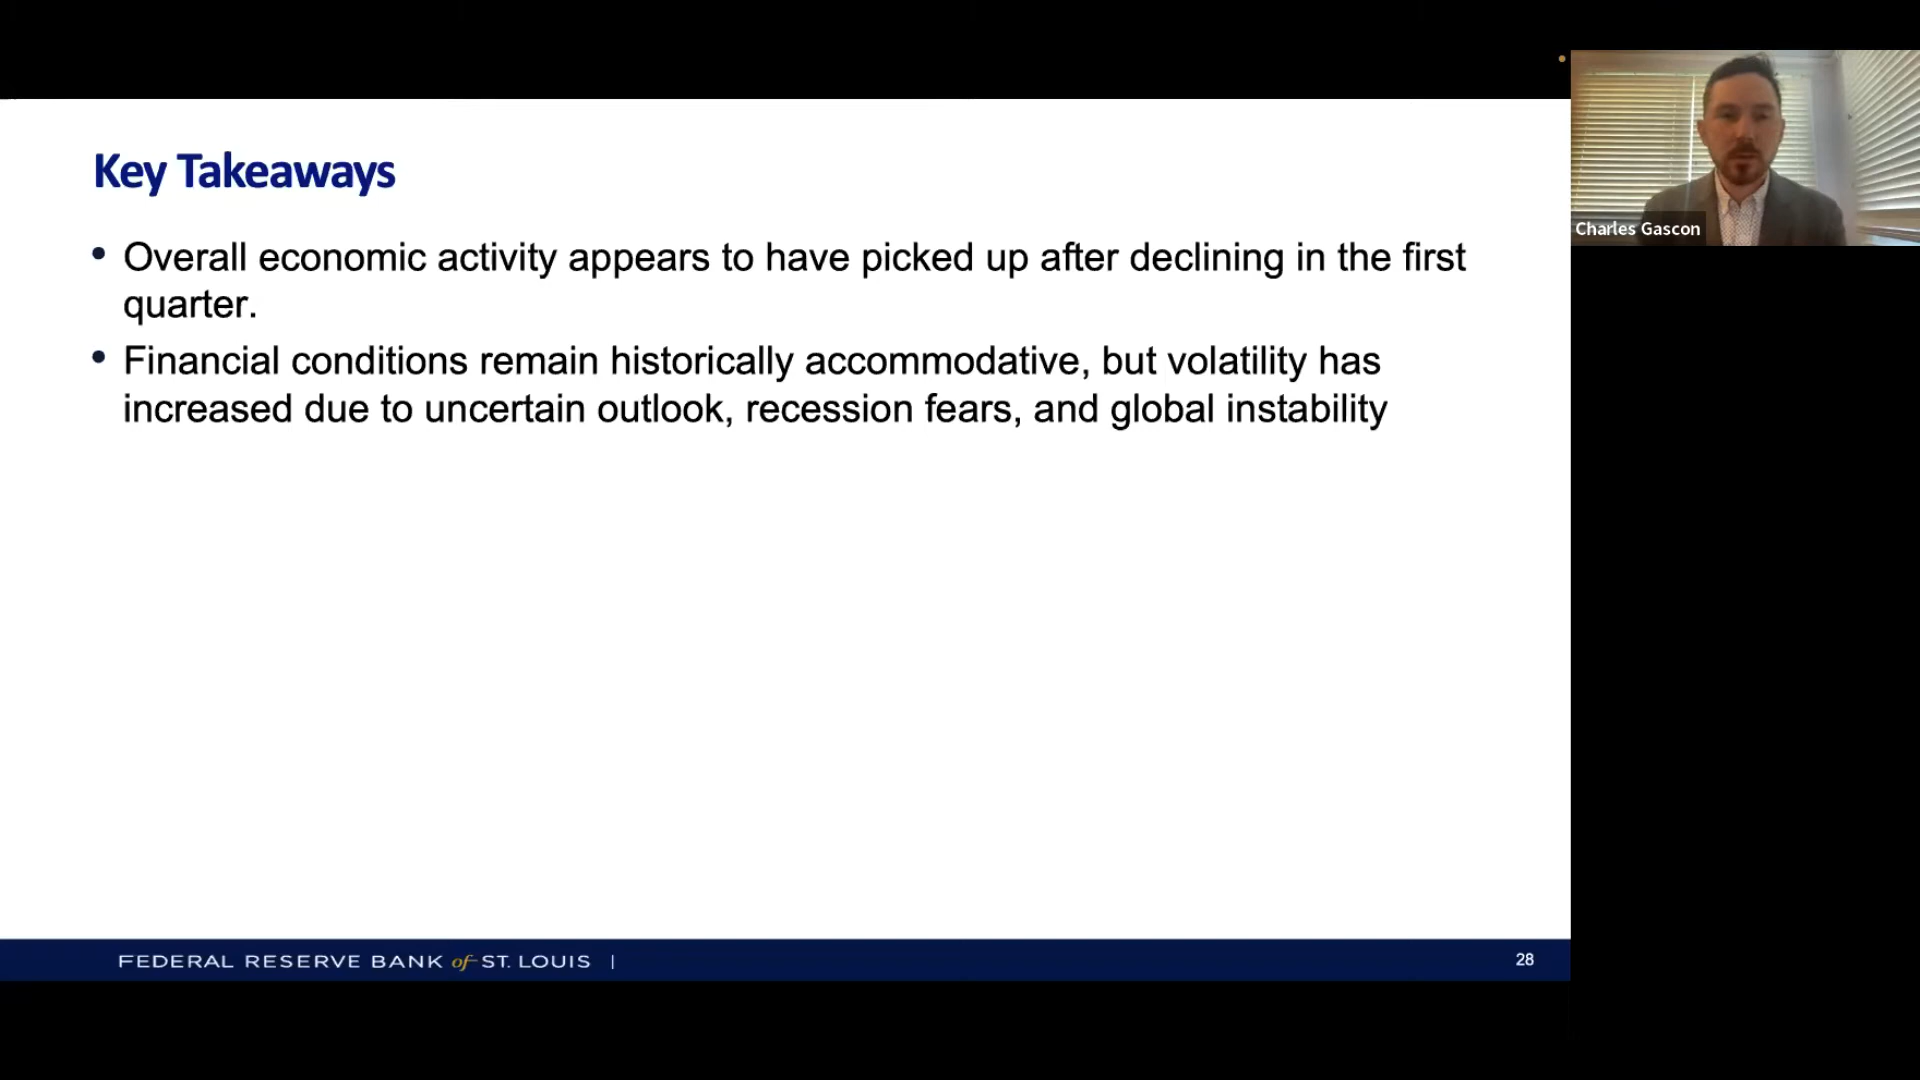 Key Takeaways
• Overall economic activity appears to have picked up after declining in the first
quarter.
• Financial conditions remain historically accommodative, but volatility has
increased due to uncertain outlook, recession fears, and global instability
Charles Gascon
FEDERAL RESERVE BANK of ST. LOUIS |
28